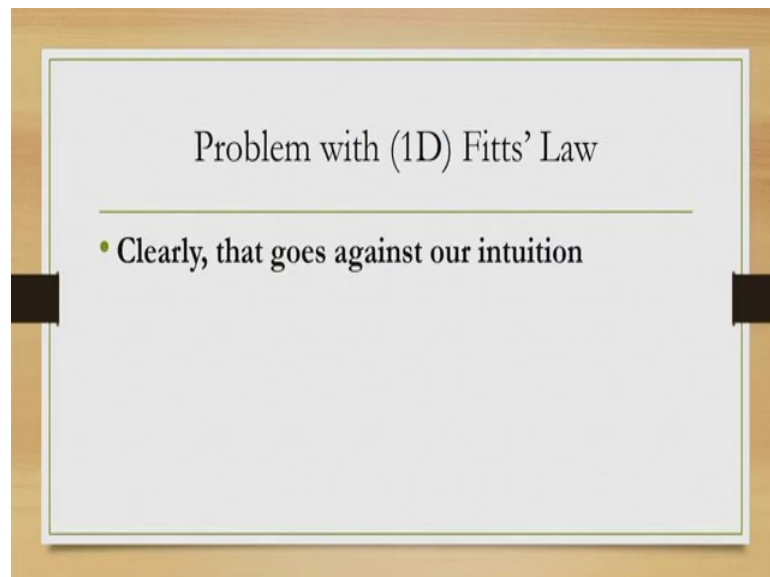 Problem with (1D) Fitts' Law
• Clearly, that goes against our intuition